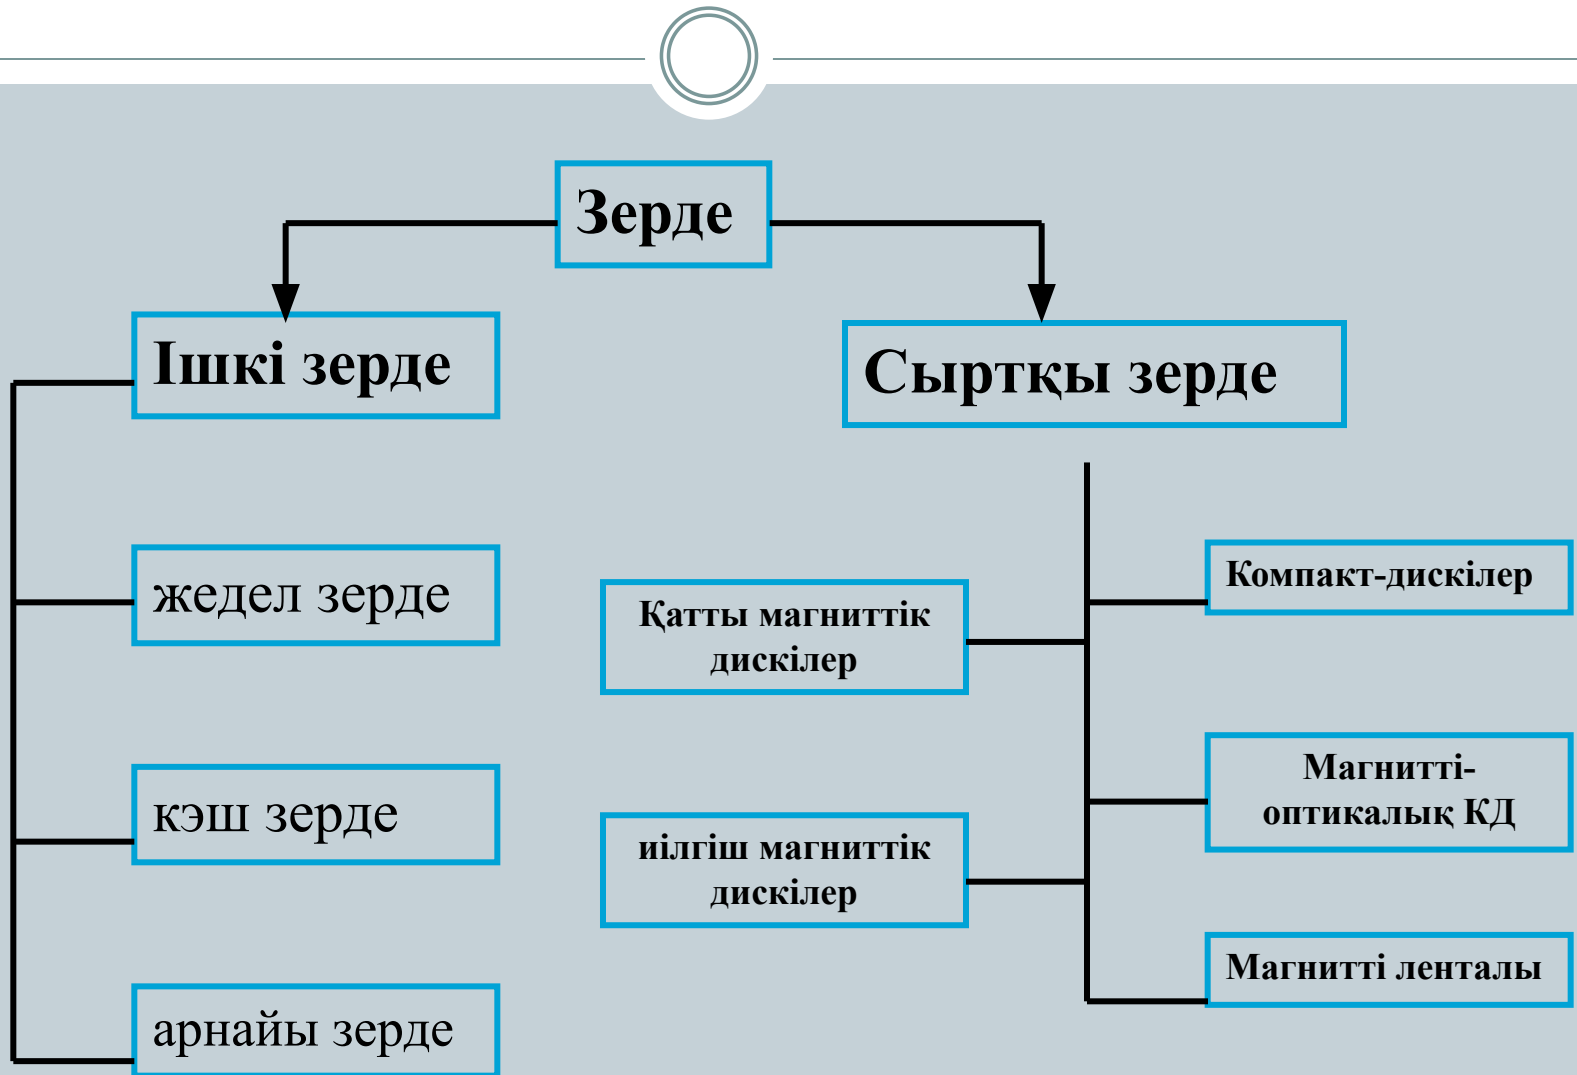 Зерде
Ішкі зерде
Сыртқы зерде
жедел зерде
кэш зерде
арнайы зерде
Қатты магниттік
дискілер
иілгіш магниттік
дискілер
Компакт-дискілер
Магнитті-
оптикалық КД
Магнитті ленталы